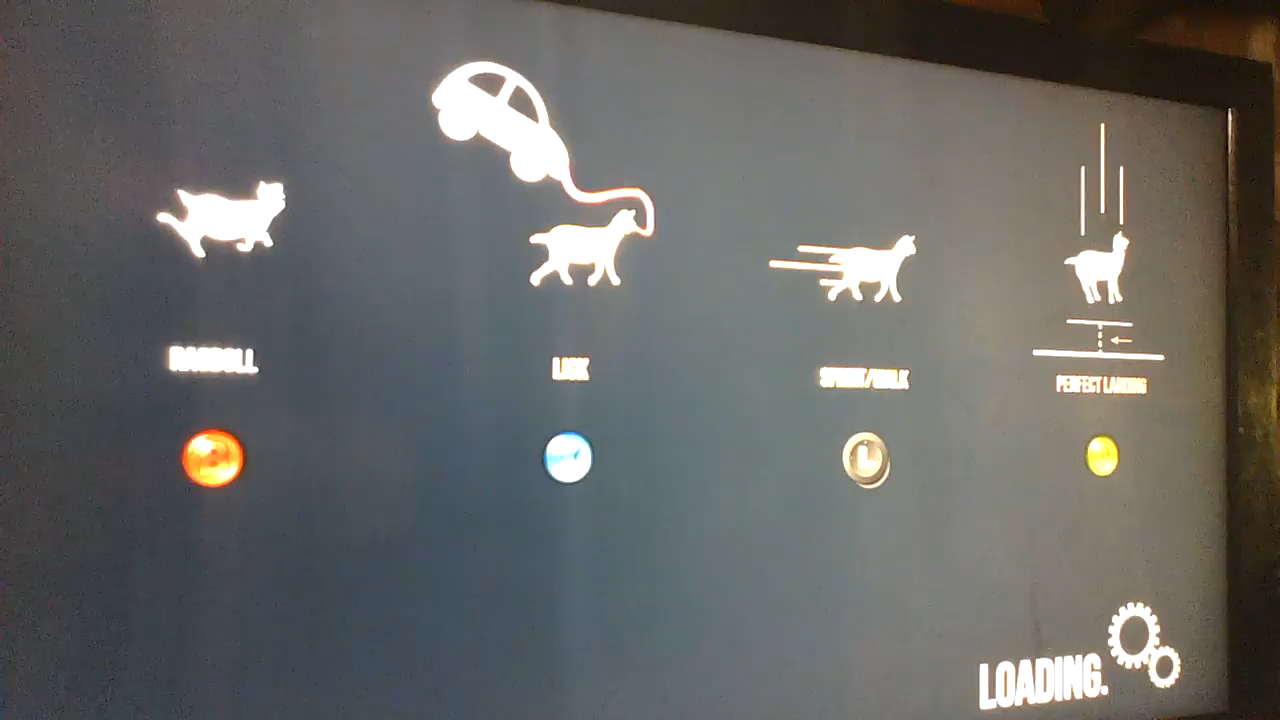 RAGDOLL
LICK
SPRINT/WALK
PERFECT LANDING
B
L
LOADING.